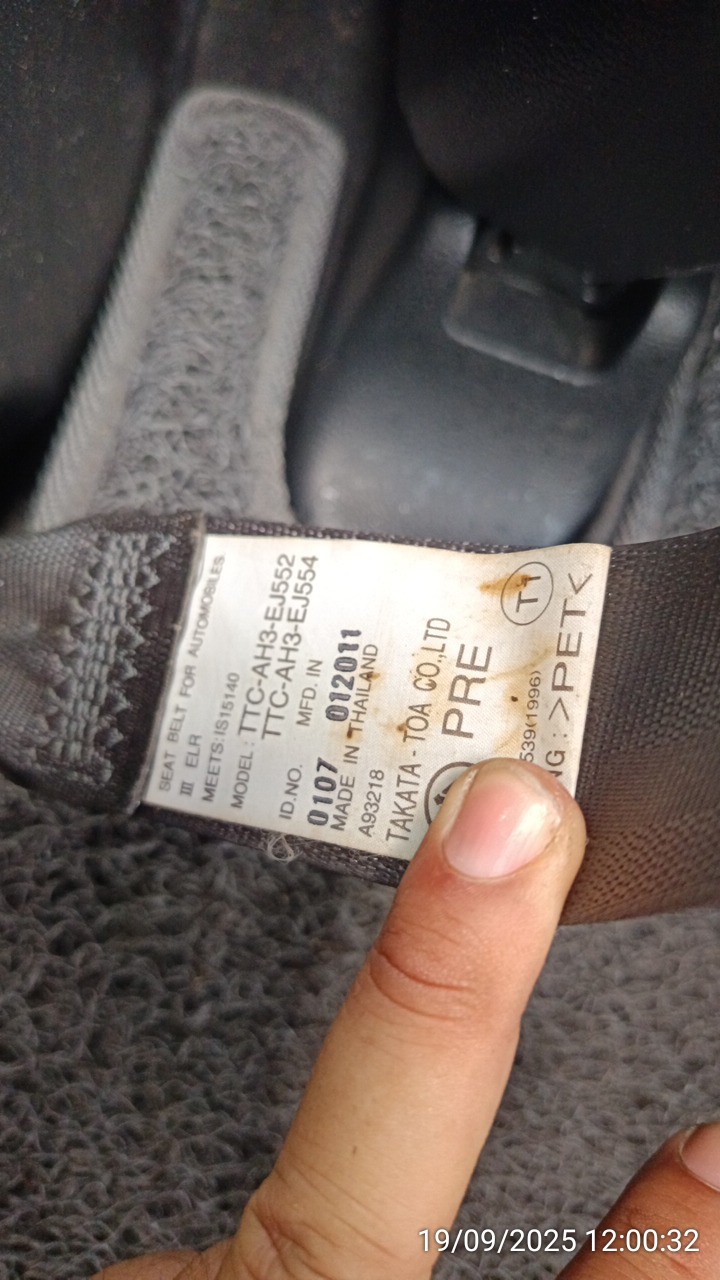 SEAT BELT FOR AUTOMOBILES.
III ELR
MEETS:IS15140
MODEL : TTC-AH3-EJ552
TTC-AH3-EJ554
ID.NO. MFD. IN
0107 012011
MADE IN THAILAND
A93218
TAKATA - TOA CO.,LTD
PRE T1
539(1996)
NG : >PET<
19/09/2025 12:00:32